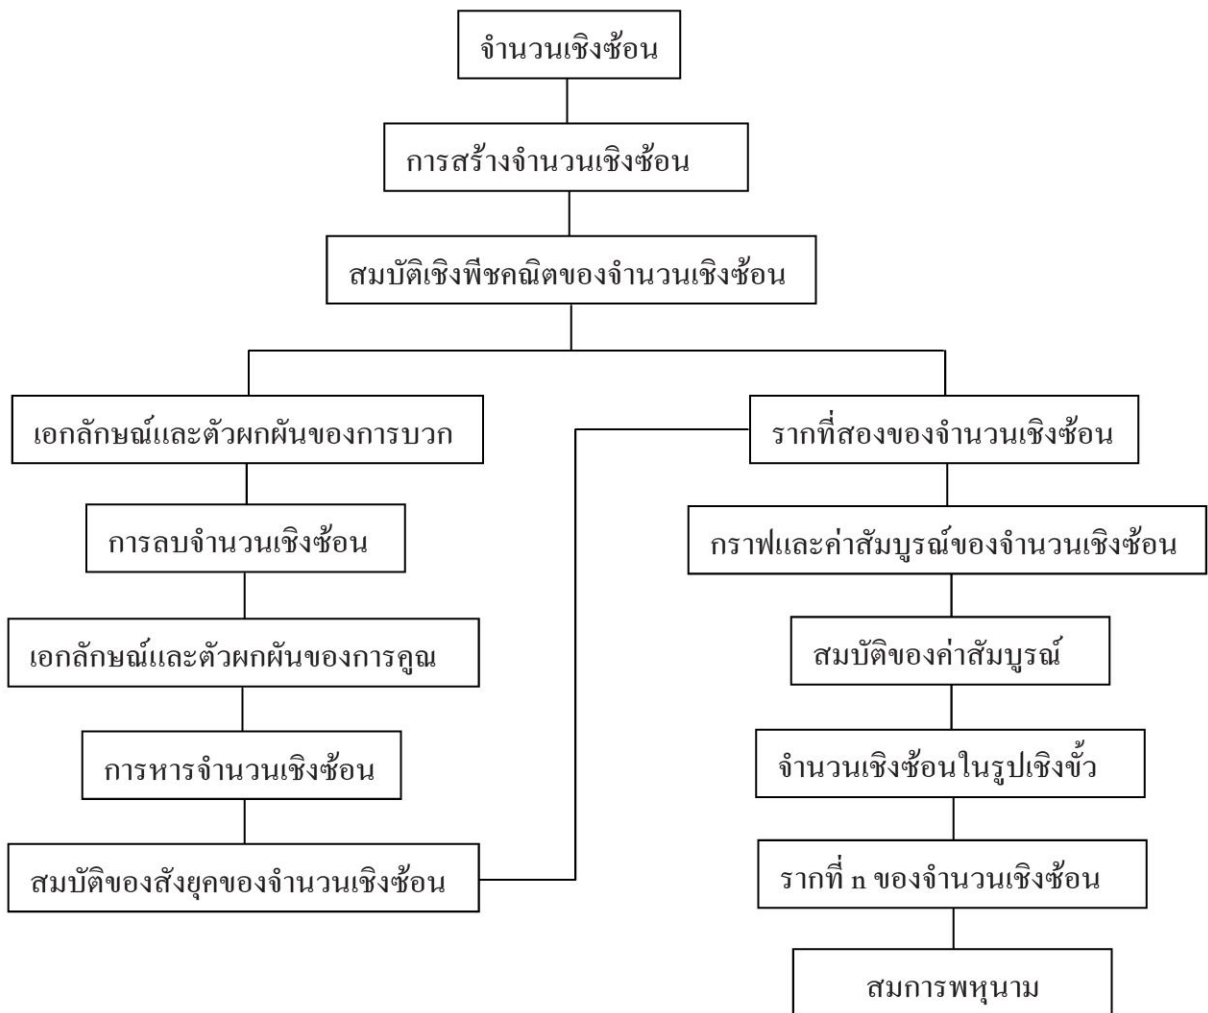 จำนวนเชิงซ้อน
การสร้างจำนวนเชิงซ้อน
สมบัติเชิงพีชคณิตของจำนวนเชิงซ้อน
เอกลักษณ์และตัวผกผันของการบวก
การลบจำนวนเชิงซ้อน
เอกลักษณ์และตัวผกผันของการคูณ
การหารจำนวนเชิงซ้อน
สมบัติของสังยุคของจำนวนเชิงซ้อน
รากที่สองของจำนวนเชิงซ้อน
กราฟและค่าสัมบูรณ์ของจำนวนเชิงซ้อน
สมบัติของค่าสัมบูรณ์
จำนวนเชิงซ้อนในรูปเชิงขั้ว
รากที่ n ของจำนวนเชิงซ้อน
สมการพหุนาม